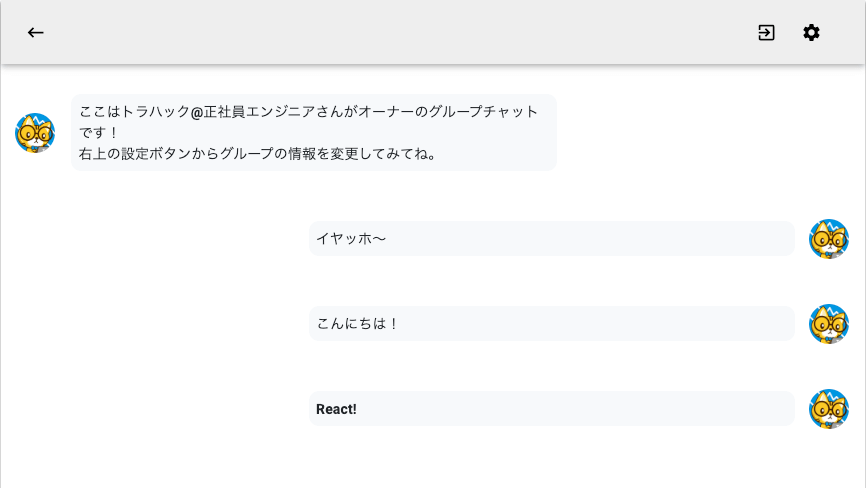 ここはトラハック@正社員エンジニアさんがオーナーのグループチャット
です！
右上の設定ボタンからグループの情報を変更してみてね。
イヤッホ〜
こんにちは！
React!